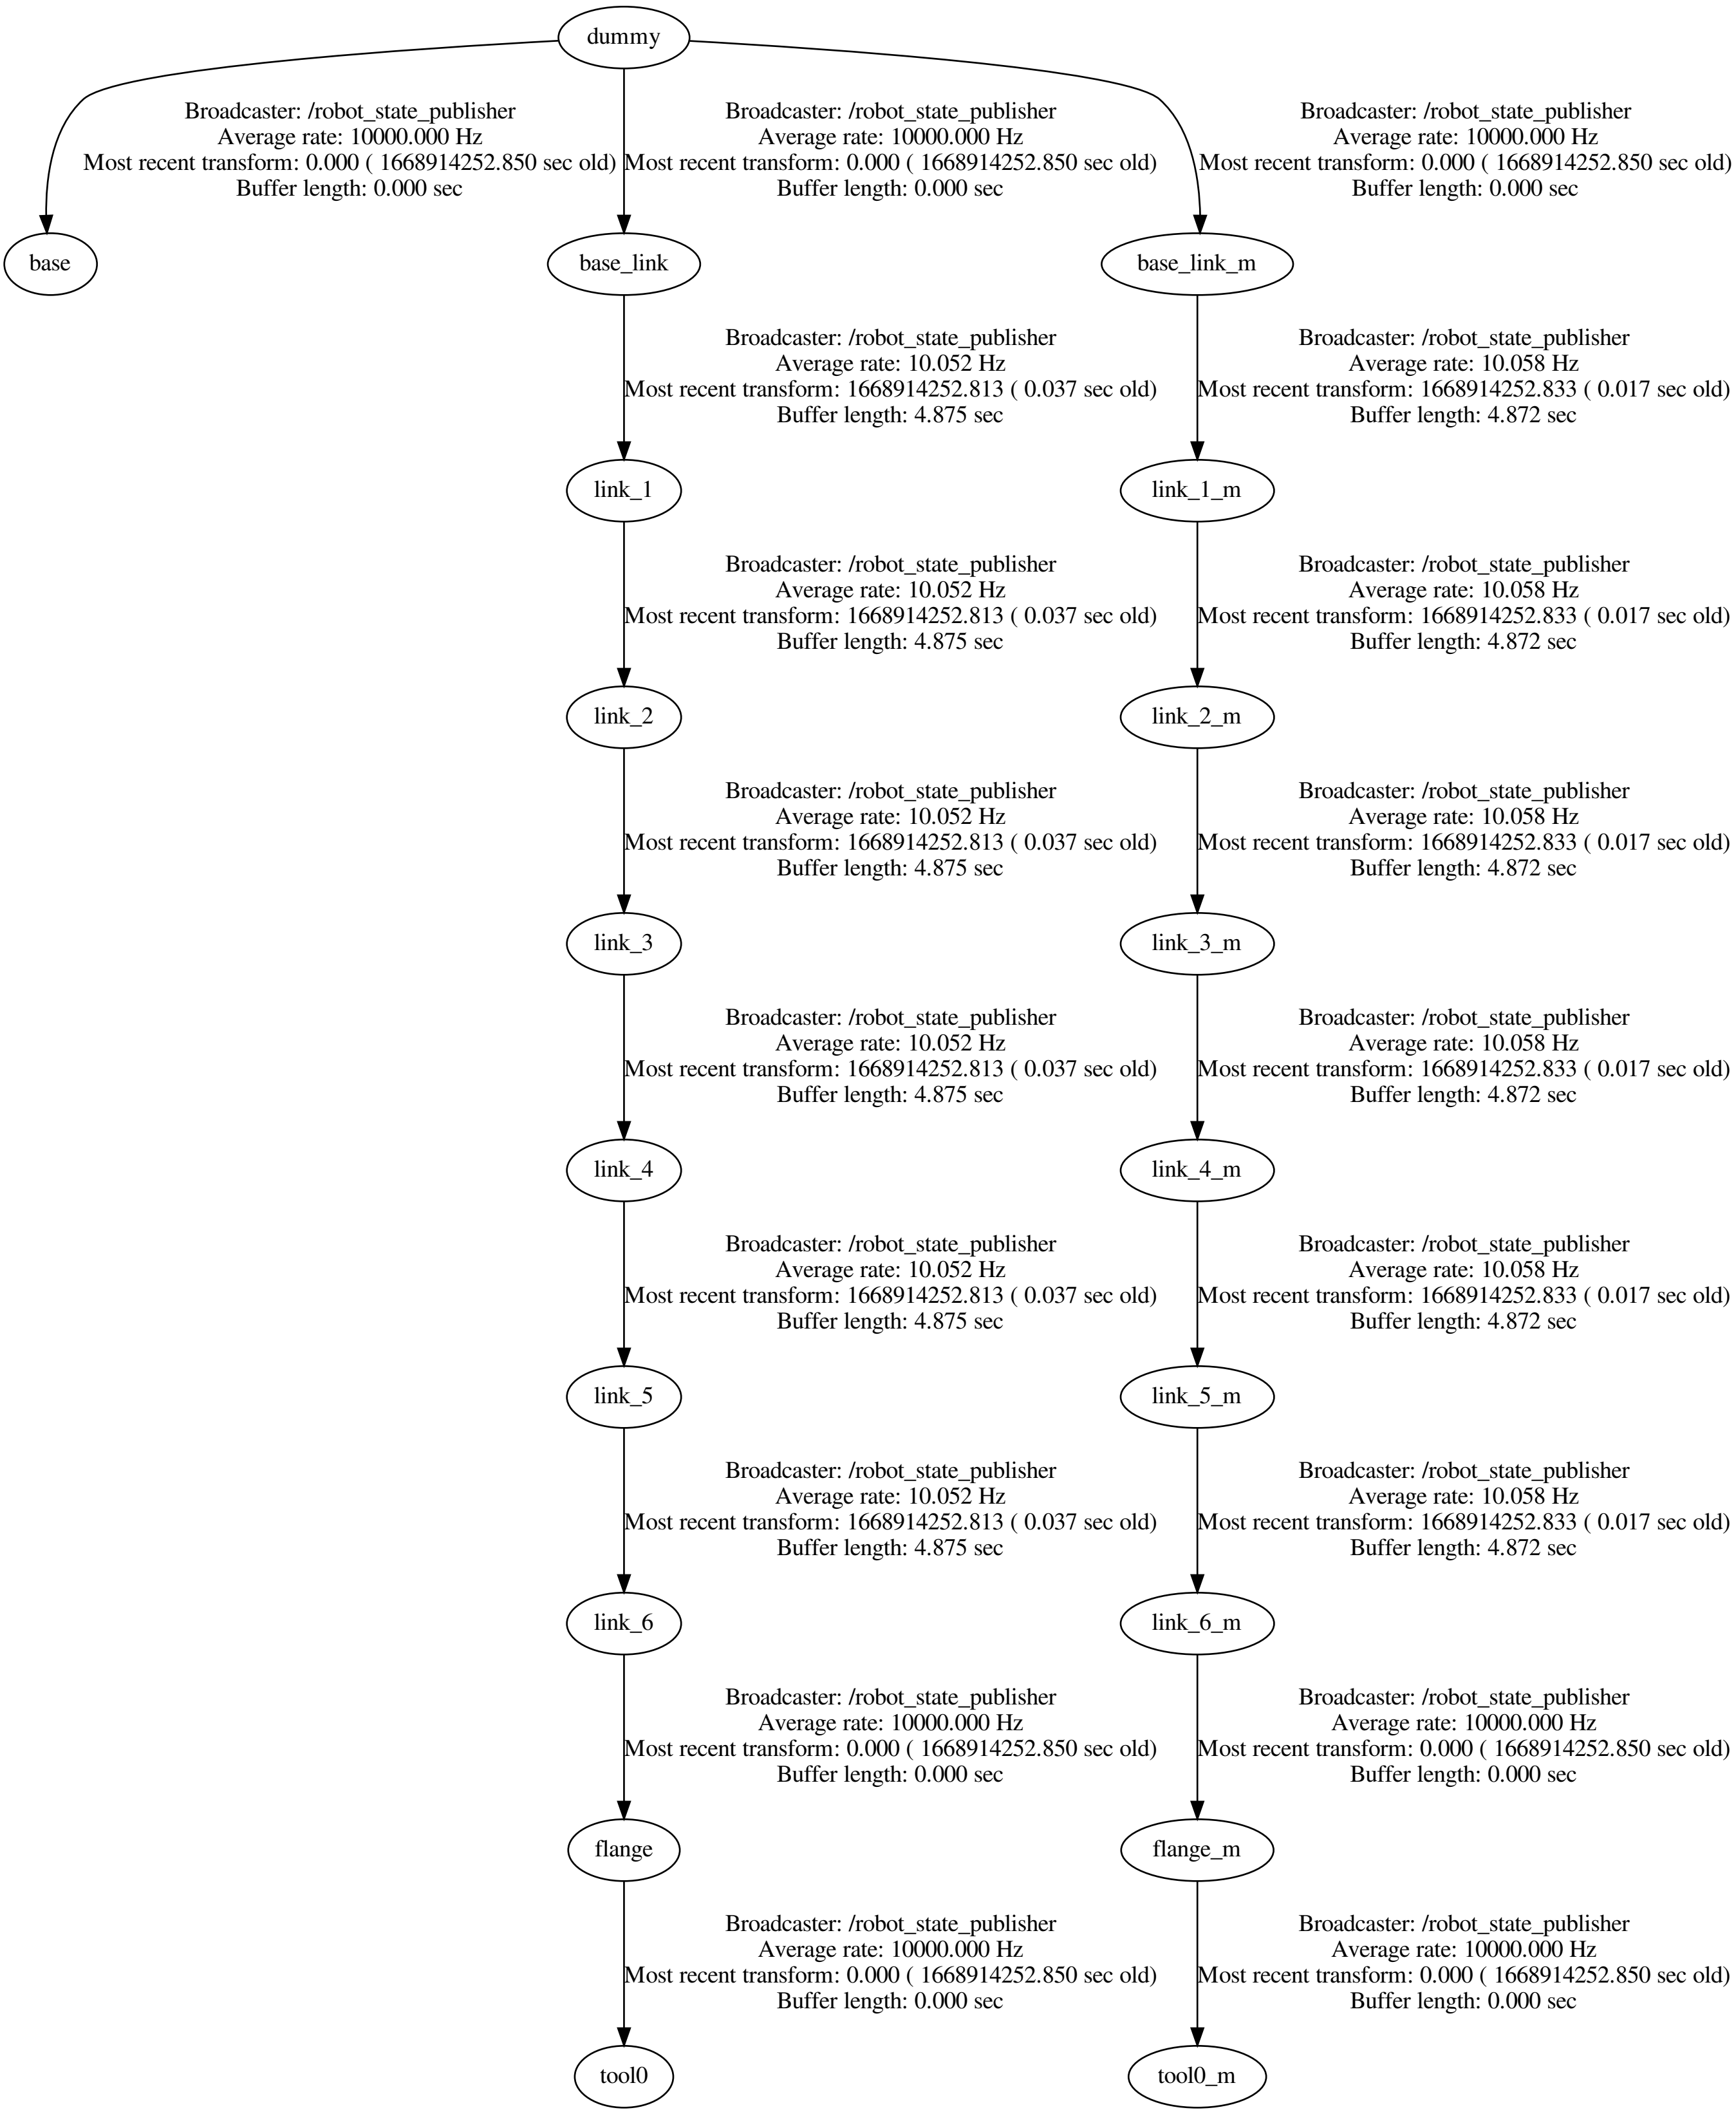 dummy
Broadcaster: /robot_state_publisher
Average rate: 10000.000 Hz
Most recent transform: 0.000 ( 1668914252.850 sec old)
Buffer length: 0.000 sec
Broadcaster: /robot_state_publisher
Average rate: 10000.000 Hz
Most recent transform: 0.000 ( 1668914252.850 sec old)
Buffer length: 0.000 sec
Broadcaster: /robot_state_publisher
Average rate: 10000.000 Hz
Most recent transform: 0.000 ( 1668914252.850 sec old)
Buffer length: 0.000 sec
base
base_link
base_link_m
Broadcaster: /robot_state_publisher
Average rate: 10.052 Hz
Most recent transform: 1668914252.813 ( 0.037 sec old)
Buffer length: 4.875 sec
Broadcaster: /robot_state_publisher
Average rate: 10.058 Hz
Most recent transform: 1668914252.833 ( 0.017 sec old)
Buffer length: 4.872 sec
link_1
link_1_m
Broadcaster: /robot_state_publisher
Average rate: 10.052 Hz
Most recent transform: 1668914252.813 ( 0.037 sec old)
Buffer length: 4.875 sec
Broadcaster: /robot_state_publisher
Average rate: 10.058 Hz
Most recent transform: 1668914252.833 ( 0.017 sec old)
Buffer length: 4.872 sec
link_2
link_2_m
Broadcaster: /robot_state_publisher
Average rate: 10.052 Hz
Most recent transform: 1668914252.813 ( 0.037 sec old)
Buffer length: 4.875 sec
Broadcaster: /robot_state_publisher
Average rate: 10.058 Hz
Most recent transform: 1668914252.833 ( 0.017 sec old)
Buffer length: 4.872 sec
link_3
link_3_m
Broadcaster: /robot_state_publisher
Average rate: 10.052 Hz
Most recent transform: 1668914252.813 ( 0.037 sec old)
Buffer length: 4.875 sec
Broadcaster: /robot_state_publisher
Average rate: 10.058 Hz
Most recent transform: 1668914252.833 ( 0.017 sec old)
Buffer length: 4.872 sec
link_4
link_4_m
Broadcaster: /robot_state_publisher
Average rate: 10.052 Hz
Most recent transform: 1668914252.813 ( 0.037 sec old)
Buffer length: 4.875 sec
Broadcaster: /robot_state_publisher
Average rate: 10.058 Hz
Most recent transform: 1668914252.833 ( 0.017 sec old)
Buffer length: 4.872 sec
link_5
link_5_m
Broadcaster: /robot_state_publisher
Average rate: 10.052 Hz
Most recent transform: 1668914252.813 ( 0.037 sec old)
Buffer length: 4.875 sec
Broadcaster: /robot_state_publisher
Average rate: 10.058 Hz
Most recent transform: 1668914252.833 ( 0.017 sec old)
Buffer length: 4.872 sec
link_6
link_6_m
Broadcaster: /robot_state_publisher
Average rate: 10000.000 Hz
Most recent transform: 0.000 ( 1668914252.850 sec old)
Buffer length: 0.000 sec
Broadcaster: /robot_state_publisher
Average rate: 10000.000 Hz
Most recent transform: 0.000 ( 1668914252.850 sec old)
Buffer length: 0.000 sec
flange
flange_m
Broadcaster: /robot_state_publisher
Average rate: 10000.000 Hz
Most recent transform: 0.000 ( 1668914252.850 sec old)
Buffer length: 0.000 sec
Broadcaster: /robot_state_publisher
Average rate: 10000.000 Hz
Most recent transform: 0.000 ( 1668914252.850 sec old)
Buffer length: 0.000 sec
tool0
tool0_m